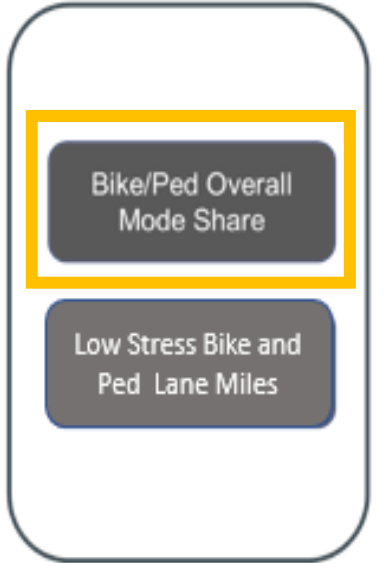 Bike/Ped Overall
Mode Share
Low Stress Bike and
Ped Lane Miles